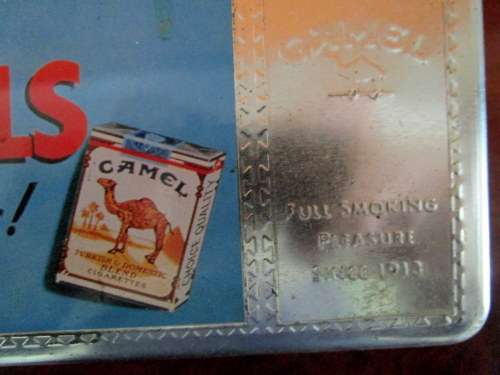 LS
!
CAMEL
CHOICE QUALITY
TURKISH & DOMESTIC
BLEND
CIGARETTES
CAMEL
FULL SMOKING
PLEASURE
SINCE 1913